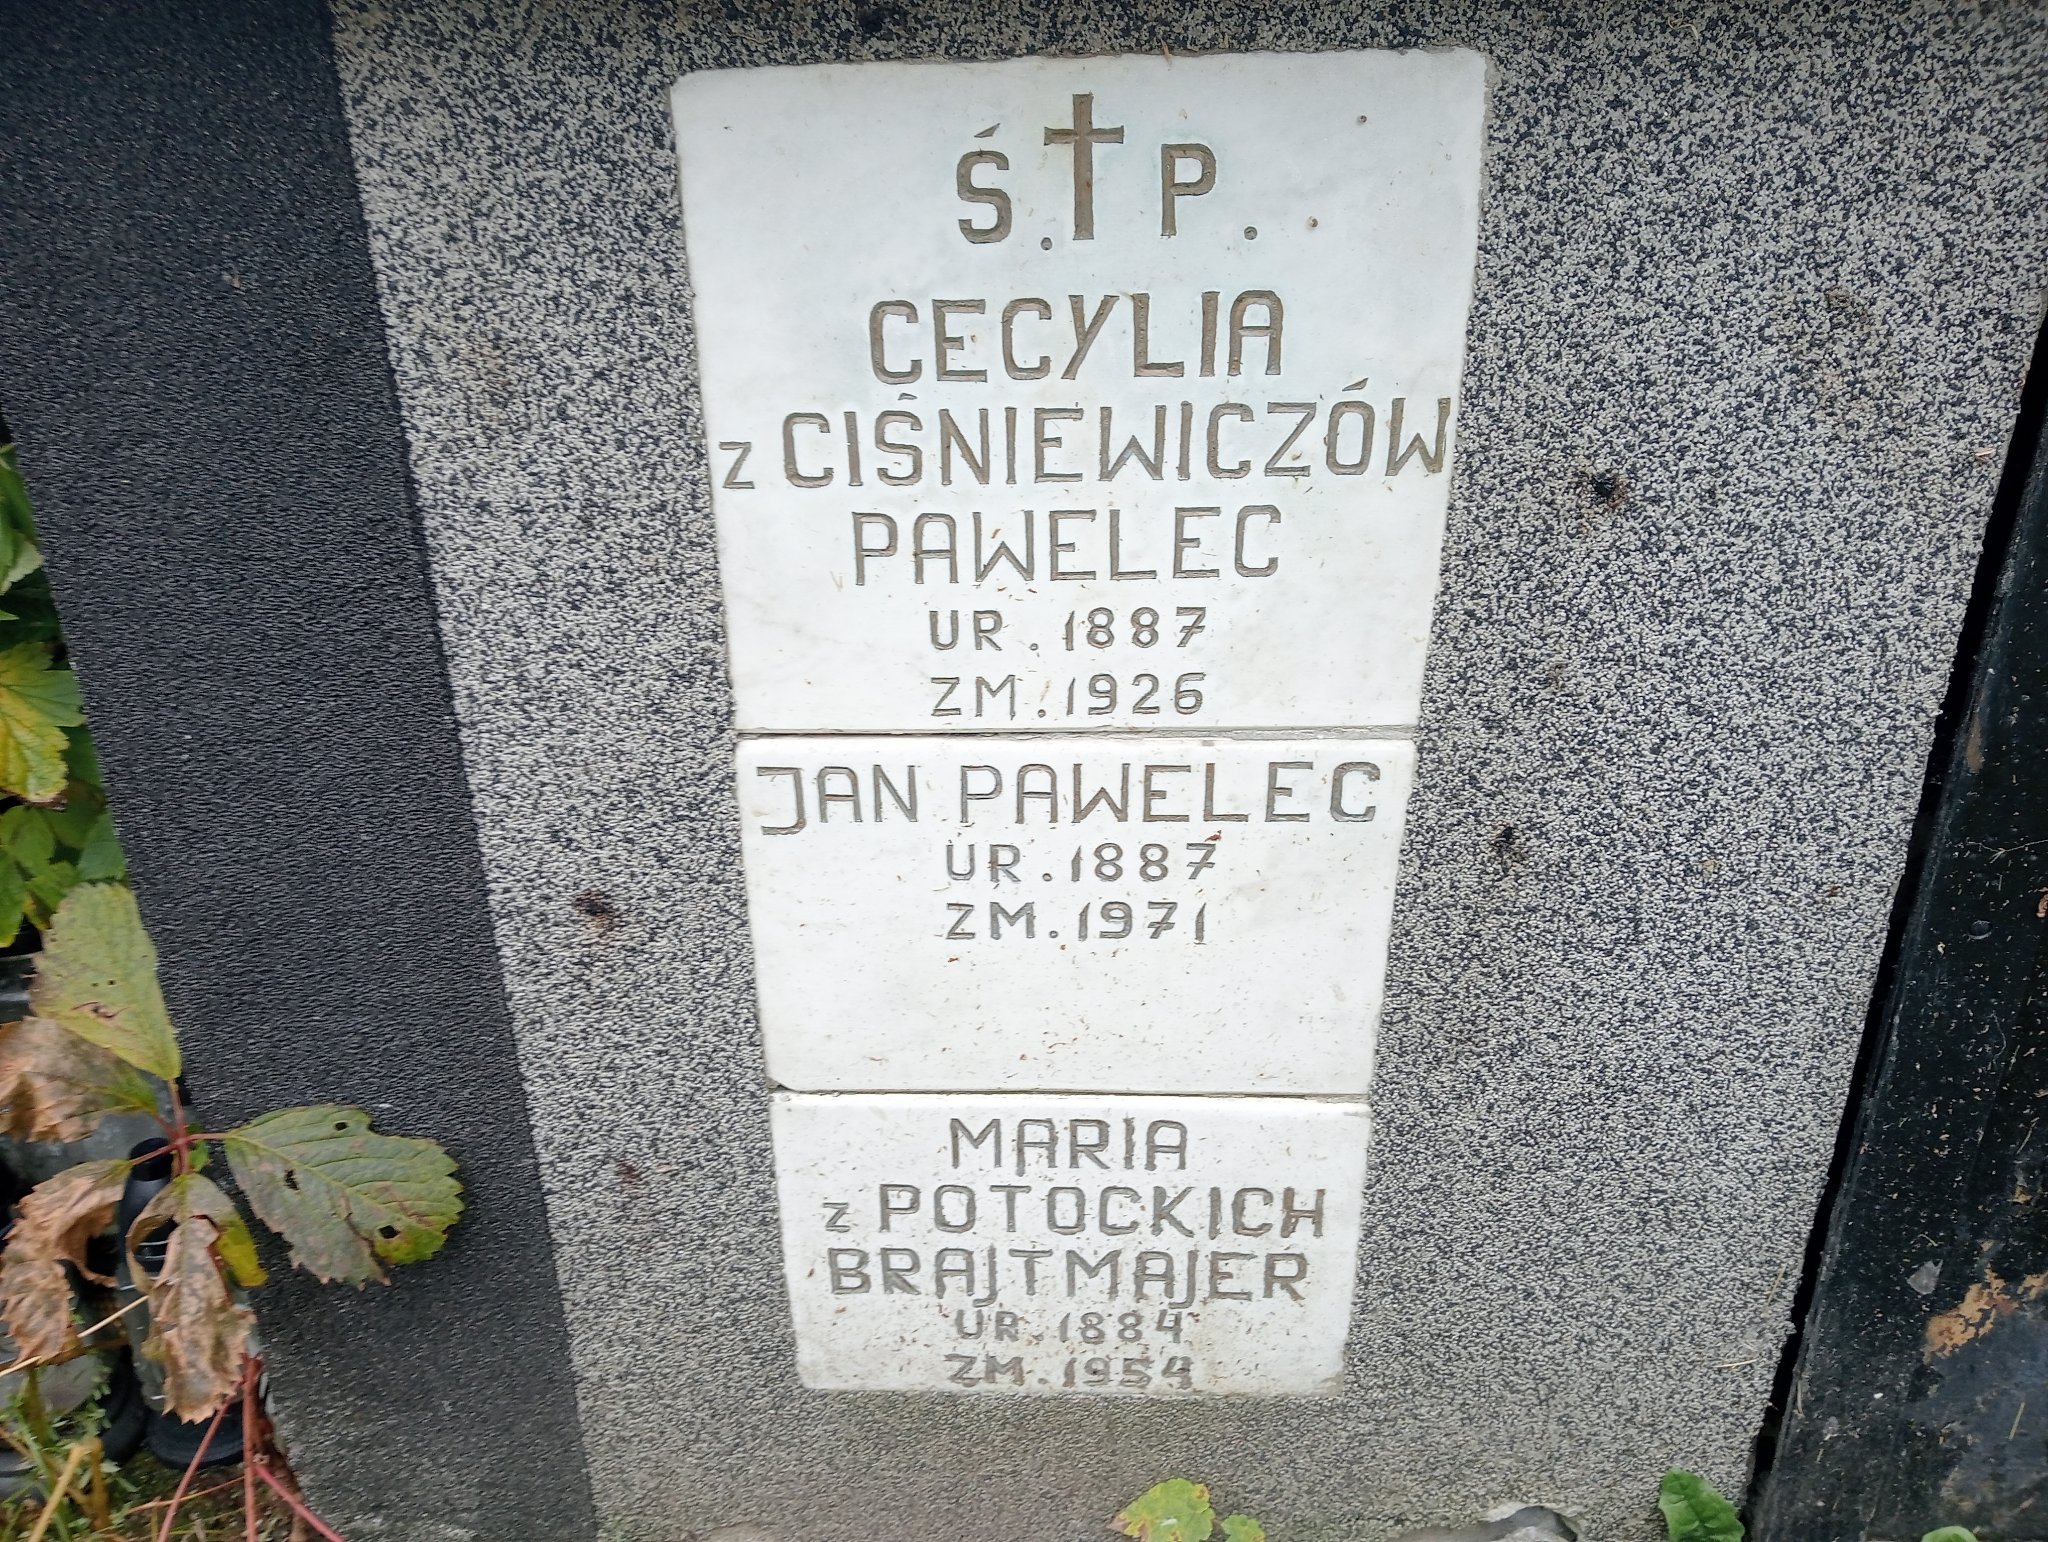 Ś. P.
CECYLIA
z CIŚNIEWICZÓW
PAWELEC
UR. 1887
ZM. 1926
JAN PAWELEC
UR. 1887
ZM. 1971
MARIA
z POTOCKICH
BRAJTMAJER
UR. 1884
ZM. 1954